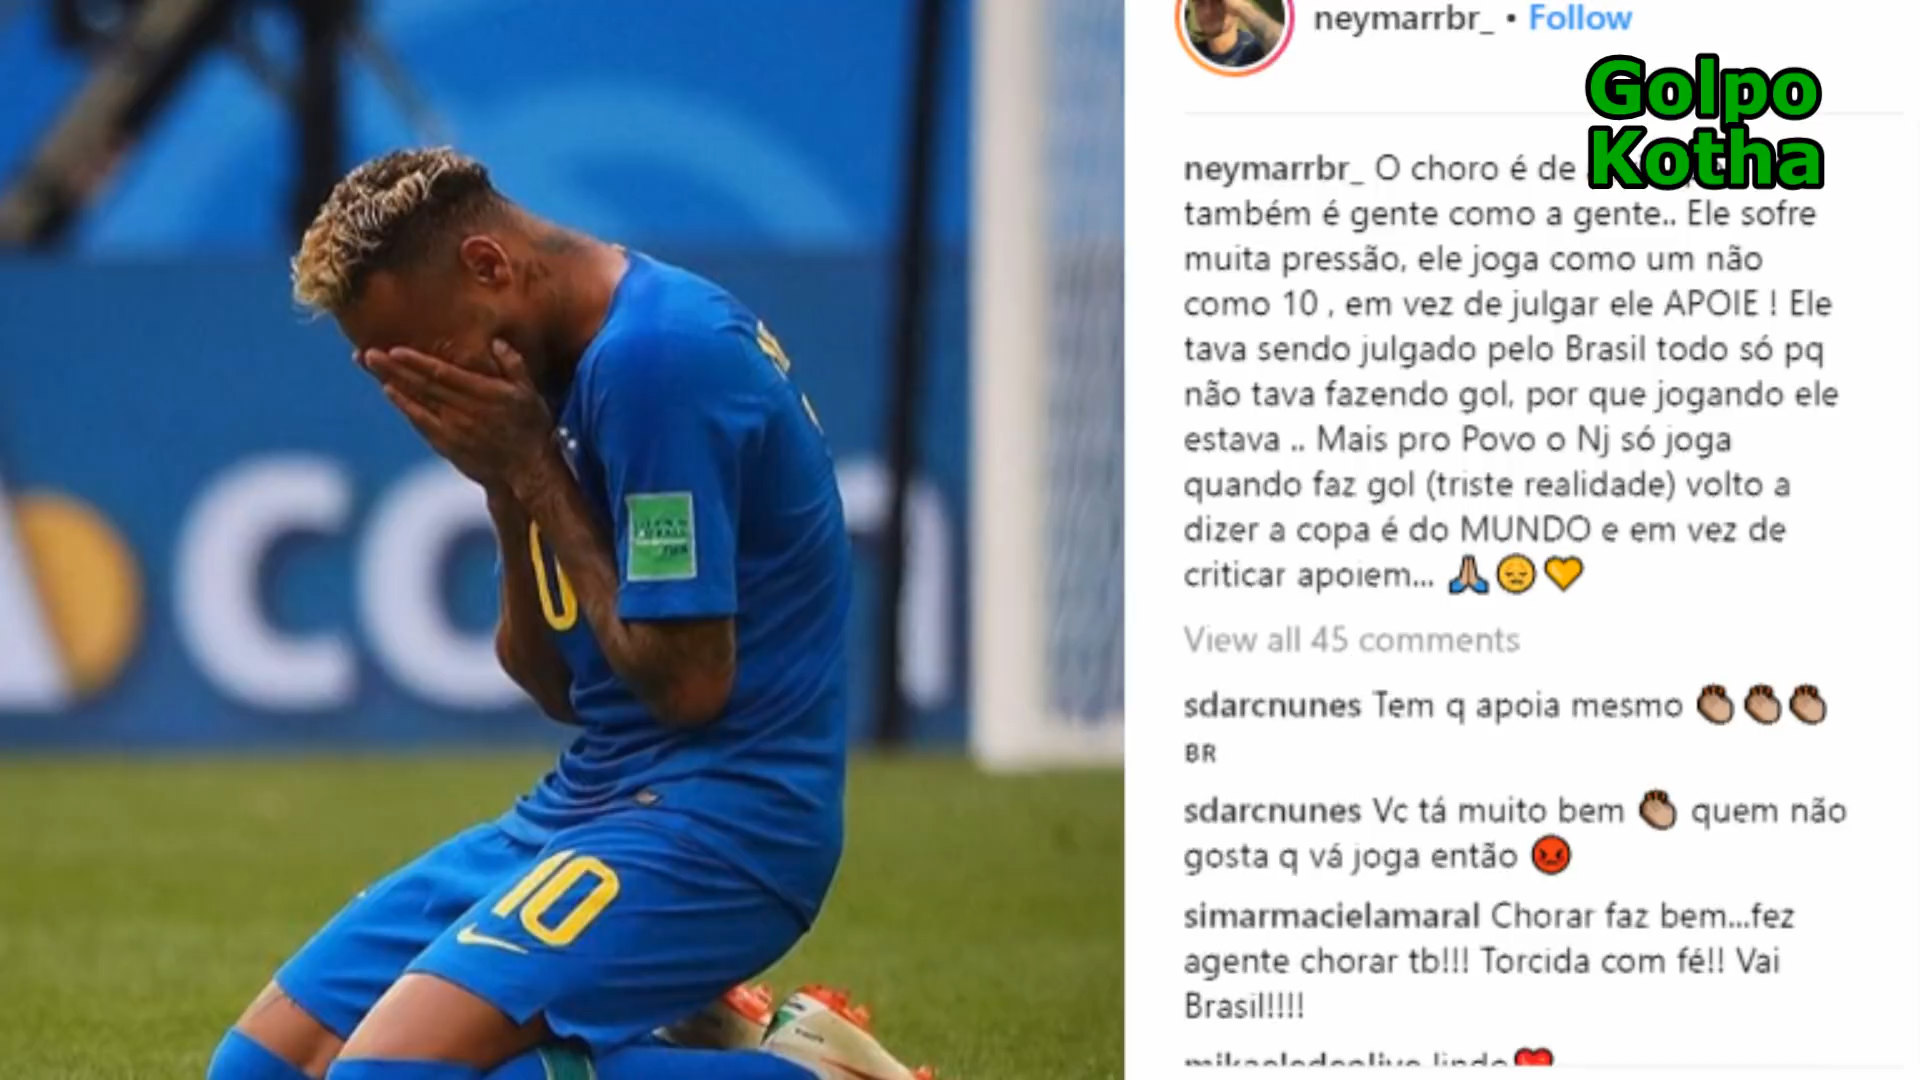 neymarrbr_ • Follow
Golpo
Kotha
neymarrbr_ O choro é de
também é gente como a gente.. Ele sofre
muita pressão, ele joga como um não
como 10 , em vez de julgar ele APOIE ! Ele
tava sendo julgado pelo Brasil todo só pq
não tava fazendo gol, por que jogando ele
estava .. Mais pro Povo o Nj só joga
quando faz gol (triste realidade) volto a
dizer a copa é do MUNDO e em vez de
criticar apoiem... 🙏🏼😞💛
View all 45 comments
sdarcnunes Tem q apoia mesmo 👏🏼👏🏼👏🏼
BR
sdarcnunes Vc tá muito bem 👏🏼 quem não
gosta q vá joga então 😡
simarmacielamaral Chorar faz bem...fez
agente chorar tb!!! Torcida com fé!! Vai
Brasil!!!!
lindo❤️
CO
10